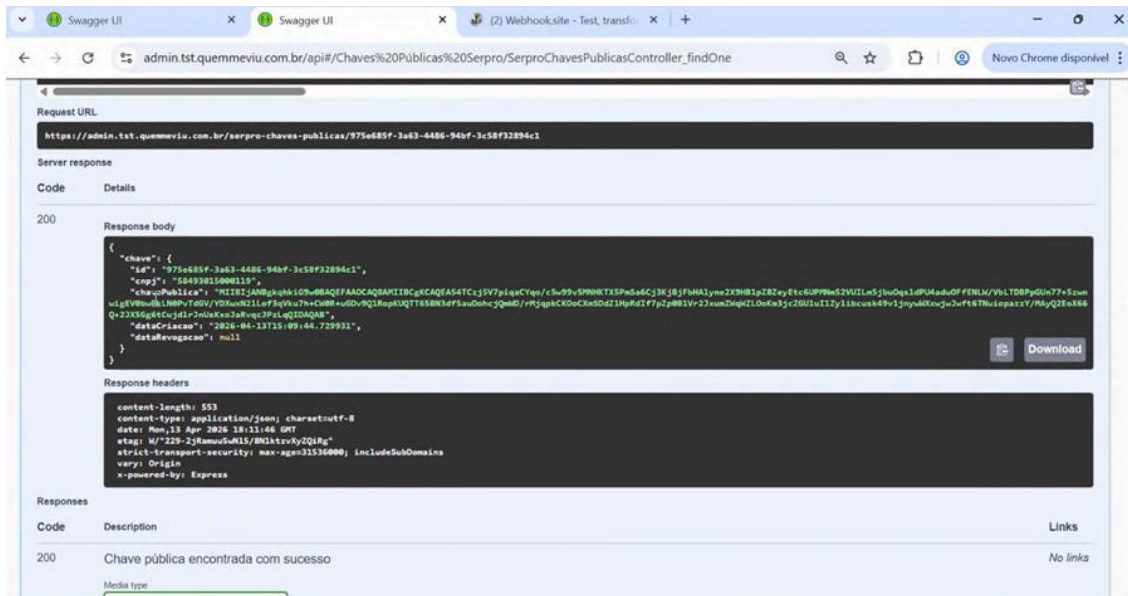 Swagger UI
Swagger UI
(2) Webhook.site - Test, transfo
admin.tst.quemmeviu.com.br/api#/Chaves%20Públicas%20Serpro/SerproChavesPublicasController_findOne
Novo Chrome disponível
Request URL
https://admin.tst.quemmeviu.com.br/serpro-chaves-publicas/975e685f-3a63-4486-94bf-3c58f32894c1
Server response
Code Details
200
Response body
{
"chave": {
"id": "975e685f-3a63-4486-94bf-3c58f32894c1",
"cnpj": "58493015000119",
"chavePublica":
"dataCriacao": "2026-04-13T15:09:44.729931",
"dataRevogacao": null
}
}
Download
Response headers
content-length: 553
content-type: application/json; charset=utf-8
date: Mon,13 Apr 2026 18:11:46 GMT
strict-transport-security: max-age=31536000; includeSubDomains
vary: Origin
x-powered-by: Express
Responses
Code Description Links
200 Chave pública encontrada com sucesso No links
Media type